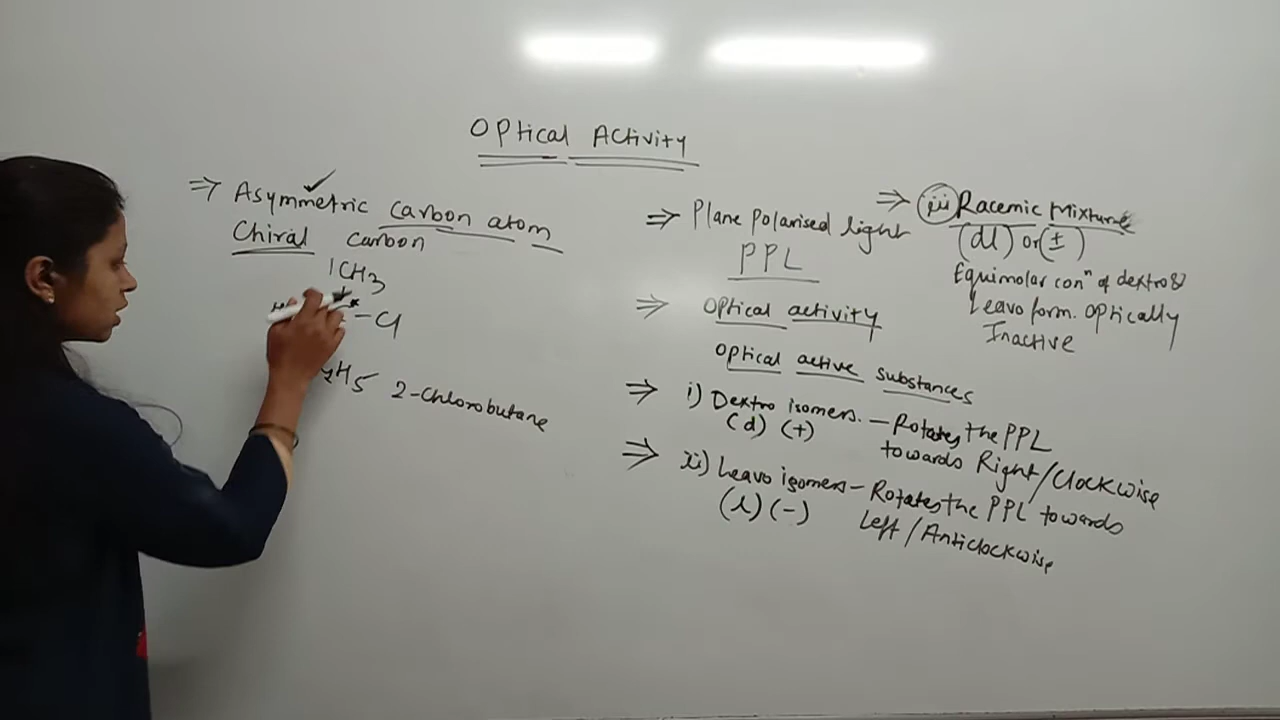 Optical Activity
⇒ Asymmetric Carbon atom
Chiral Carbon
1CH3
*
-Cl
H5 2-Chlorobutane
⇒ Plane Polarised light
PPL
⇒ Optical activity
Optical active substances
⇒ i) Dextro isomers. - Rotates the PPL
(d) (+) towards Right/Clockwise
⇒ ii) Leavo isomers - Rotates the PPL towards
(l) (-) Left / Anticlockwise
⇒ iii Racemic Mixture
(dl) or (±)
Equimolar conⁿ of dextro &
Leavo form. Optically
Inactive